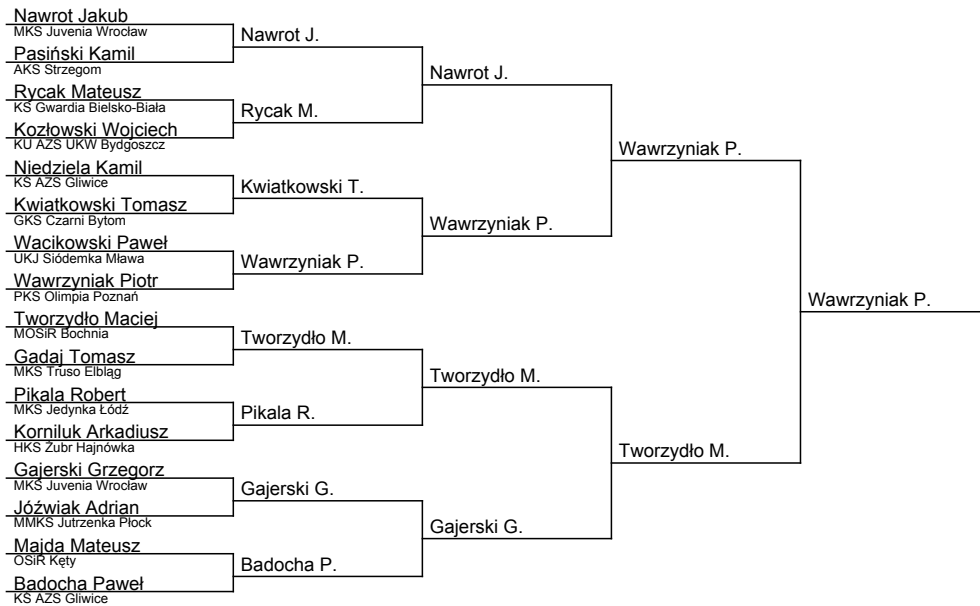 Nawrot Jakub
MKS Juvenia Wrocław
Pasiński Kamil
AKS Strzegom
Rycak Mateusz
KS Gwardia Bielsko-Biała
Kozłowski Wojciech
KU AZS UKW Bydgoszcz
Niedziela Kamil
KS AZS Gliwice
Kwiatkowski Tomasz
GKS Czarni Bytom
Wacikowski Paweł
UKJ Siódemka Mława
Wawrzyniak Piotr
PKS Olimpia Poznań
Tworzydło Maciej
MOSiR Bochnia
Gadaj Tomasz
MKS Truso Elbląg
Pikala Robert
MKS Jedynka Łódź
Korniluk Arkadiusz
HKS Żubr Hajnówka
Gajerski Grzegorz
MKS Juvenia Wrocław
Jóźwiak Adrian
MMKS Jutrzenka Płock
Majda Mateusz
OSiR Kęty
Badocha Paweł
KS AZS Gliwice
Nawrot J.
Rycak M.
Kwiatkowski T.
Wawrzyniak P.
Tworzydło M.
Pikala R.
Gajerski G.
Badocha P.
Nawrot J.
Wawrzyniak P.
Tworzydło M.
Gajerski G.
Wawrzyniak P.
Tworzydło M.
Wawrzyniak P.